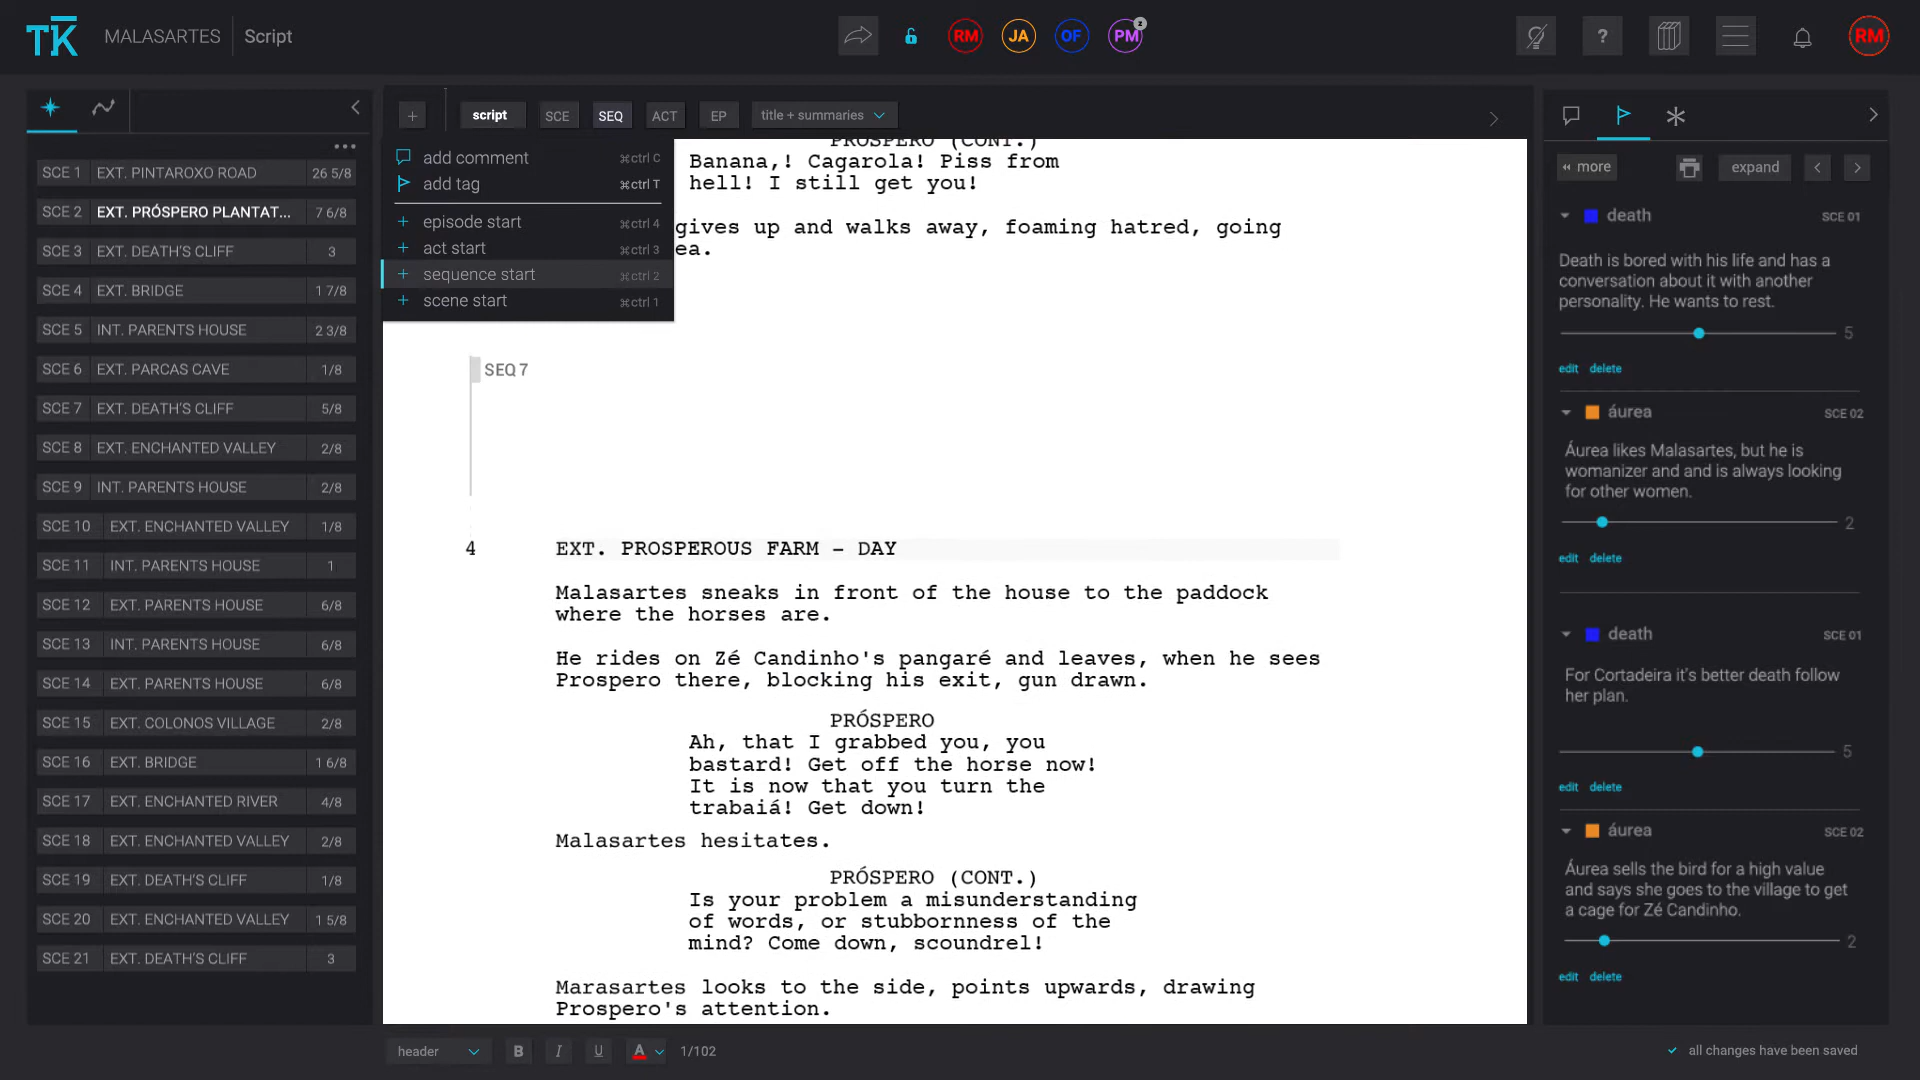 TK MALASARTES Script
RM JA OF PM z
? RM
SCE 1 EXT. PINTAROXO ROAD 26 5/8
SCE 2 EXT. PRÓSPERO PLANTAT... 7 6/8
SCE 3 EXT. DEATH'S CLIFF 3
SCE 4 EXT. BRIDGE 1 7/8
SCE 5 INT. PARENTS HOUSE 2 3/8
SCE 6 EXT. PARCAS CAVE 1/8
SCE 7 EXT. DEATH'S CLIFF 5/8
SCE 8 EXT. ENCHANTED VALLEY 2/8
SCE 9 INT. PARENTS HOUSE 2/8
SCE 10 EXT. ENCHANTED VALLEY 1/8
SCE 11 INT. PARENTS HOUSE 1
SCE 12 EXT. PARENTS HOUSE 6/8
SCE 13 INT. PARENTS HOUSE 6/8
SCE 14 EXT. PARENTS HOUSE 6/8
SCE 15 EXT. COLONOS VILLAGE 2/8
SCE 16 EXT. BRIDGE 1 6/8
SCE 17 EXT. ENCHANTED RIVER 4/8
SCE 18 EXT. ENCHANTED VALLEY 2/8
SCE 19 EXT. DEATH'S CLIFF 1/8
SCE 20 EXT. ENCHANTED VALLEY 1 5/8
SCE 21 EXT. DEATH'S CLIFF 3
+ script SCE SEQ ACT EP title + summaries
add comment ⌘ctrl C
add tag ⌘ctrl T
+ episode start ⌘ctrl 4
+ act start ⌘ctrl 3
+ sequence start ⌘ctrl 2
+ scene start ⌘ctrl 1
PRÓSPERO (CONT.)
Banana,! Cagarola! Piss from
hell! I still get you!
gives up and walks away, foaming hatred, going
ea.
SEQ 7
4 EXT. PROSPEROUS FARM - DAY
Malasartes sneaks in front of the house to the paddock
where the horses are.
He rides on Zé Candinho's pangaré and leaves, when he sees
Prospero there, blocking his exit, gun drawn.
PRÓSPERO
Ah, that I grabbed you, you
bastard! Get off the horse now!
It is now that you turn the
trabaiá! Get down!
Malasartes hesitates.
PRÓSPERO (CONT.)
Is your problem a misunderstanding
of words, or stubbornness of the
mind? Come down, scoundrel!
Marasartes looks to the side, points upwards, drawing
Prospero's attention.
header B I U A 1/102
more expand
death SCE 01
Death is bored with his life and has a
conversation about it with another
personality. He wants to rest.
5
edit delete
áurea SCE 02
Áurea likes Malasartes, but he is
womanizer and and is always looking
for other women.
2
edit delete
death SCE 01
For Cortadeira it's better death follow
her plan.
5
edit delete
áurea SCE 02
Áurea sells the bird for a high value
and says she goes to the village to get
a cage for Zé Candinho.
2
edit delete
all changes have been saved